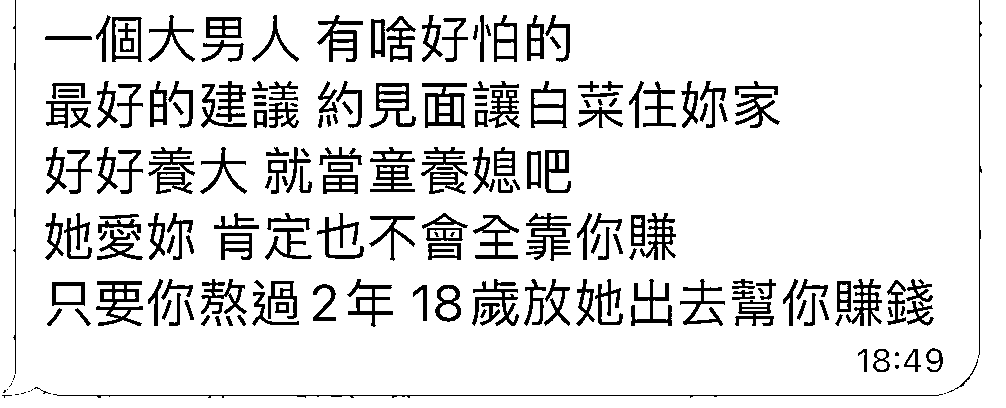 一個大男人 有啥好怕的
最好的建議 約見面讓白菜住妳家
好好養大 就當童養媳吧
她愛妳 肯定也不會全靠你賺
只要你熬過2年 18歲放她出去幫你賺錢
18:49